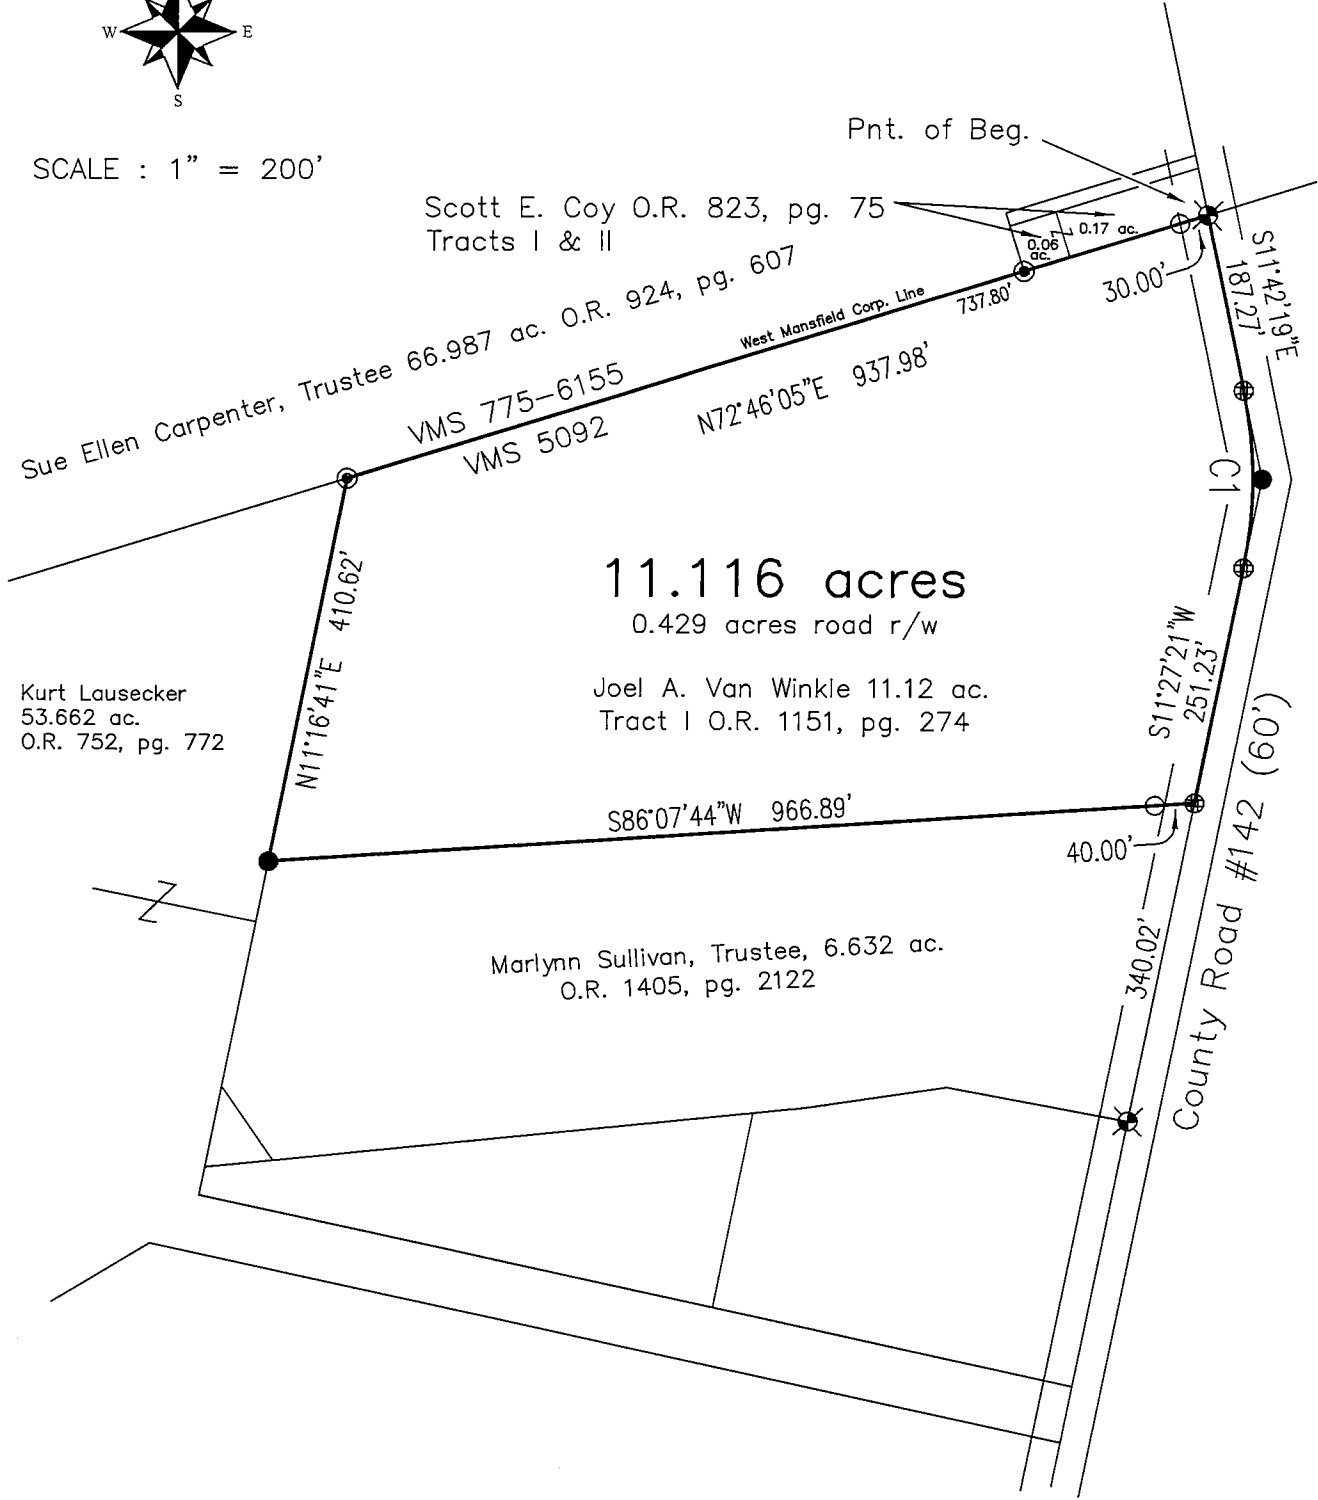 W
E
S
SCALE : 1" = 200'
Pnt. of Beg.
Scott E. Coy O.R. 823, pg. 75
Tracts I & II
0.06
ac.
0.17 ac.
30.00'
S11°42'19"E
187.27'
Sue Ellen Carpenter, Trustee 66.987 ac. O.R. 924, pg. 607
West Mansfield Corp. Line
737.80'
VMS 775-6155
VMS 5092
N72°46'05"E 937.98'
C1
11.116 acres
0.429 acres road r/w
Joel A. Van Winkle 11.12 ac.
Tract I O.R. 1151, pg. 274
N11°16'41"E 410.62'
Kurt Lausecker
53.662 ac.
O.R. 752, pg. 772
S11°27'21"W
251.23'
S86°07'44"W 966.89'
40.00'
County Road #142 (60')
340.02'
Marlynn Sullivan, Trustee, 6.632 ac.
O.R. 1405, pg. 2122